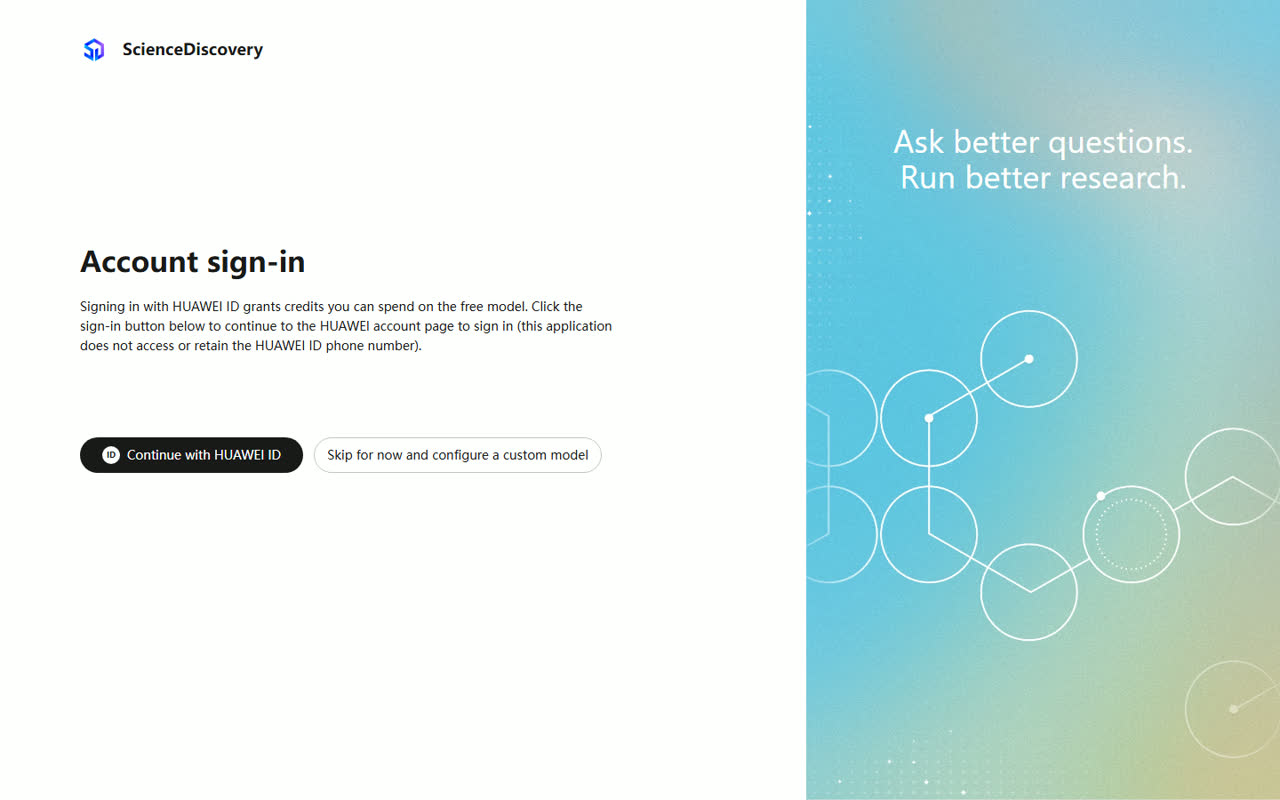 ScienceDiscovery
Account sign-in
Signing in with HUAWEI ID grants credits you can spend on the free model. Click the
sign-in button below to continue to the HUAWEI account page to sign in (this application
does not access or retain the HUAWEI ID phone number).
ID Continue with HUAWEI ID
Skip for now and configure a custom model
Ask better questions.
Run better research.